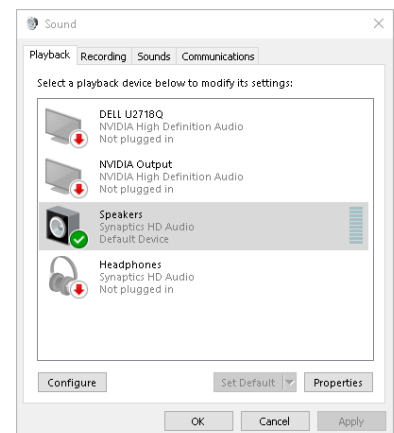 Sound
Playback Recording Sounds Communications
Select a playback device below to modify its settings:
DELL U2718Q
NVIDIA High Definition Audio
Not plugged in
NVIDIA Output
NVIDIA High Definition Audio
Not plugged in
Speakers
Synaptics HD Audio
Default Device
Headphones
Synaptics HD Audio
Not plugged in
Configure Set Default Properties
OK Cancel Apply